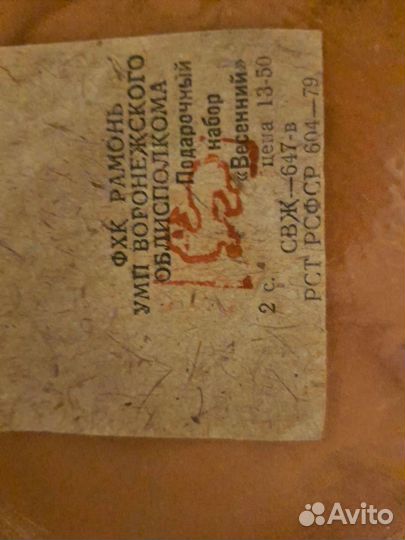 ФХК РАМОНЬ
УМП ВОРОНЕЖСКОГО
ОБЛИСПОЛКОМА
Подарочный
набор
«Весенний»
2 с. цена 13-50
СВЖ—647-в
РСТ РСФСР 604—79
Avito